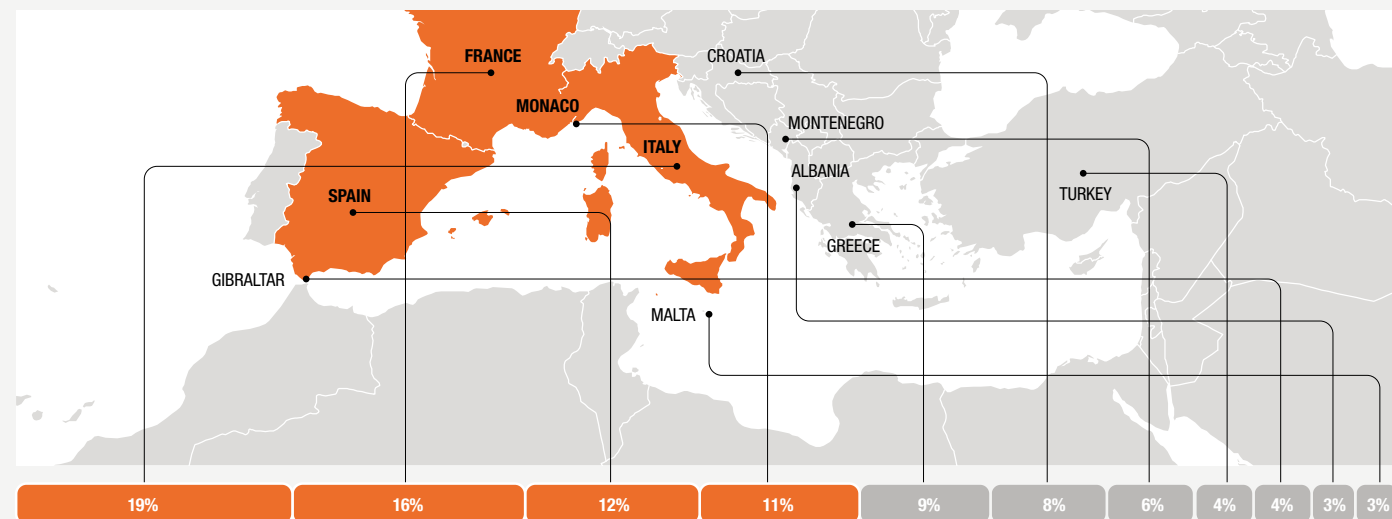 FRANCE
CROATIA
MONACO
MONTENEGRO
ITALY
ALBANIA
TURKEY
SPAIN
GREECE
GIBRALTAR
MALTA
19% 16% 12% 11% 9% 8% 6% 4% 4% 3% 3%